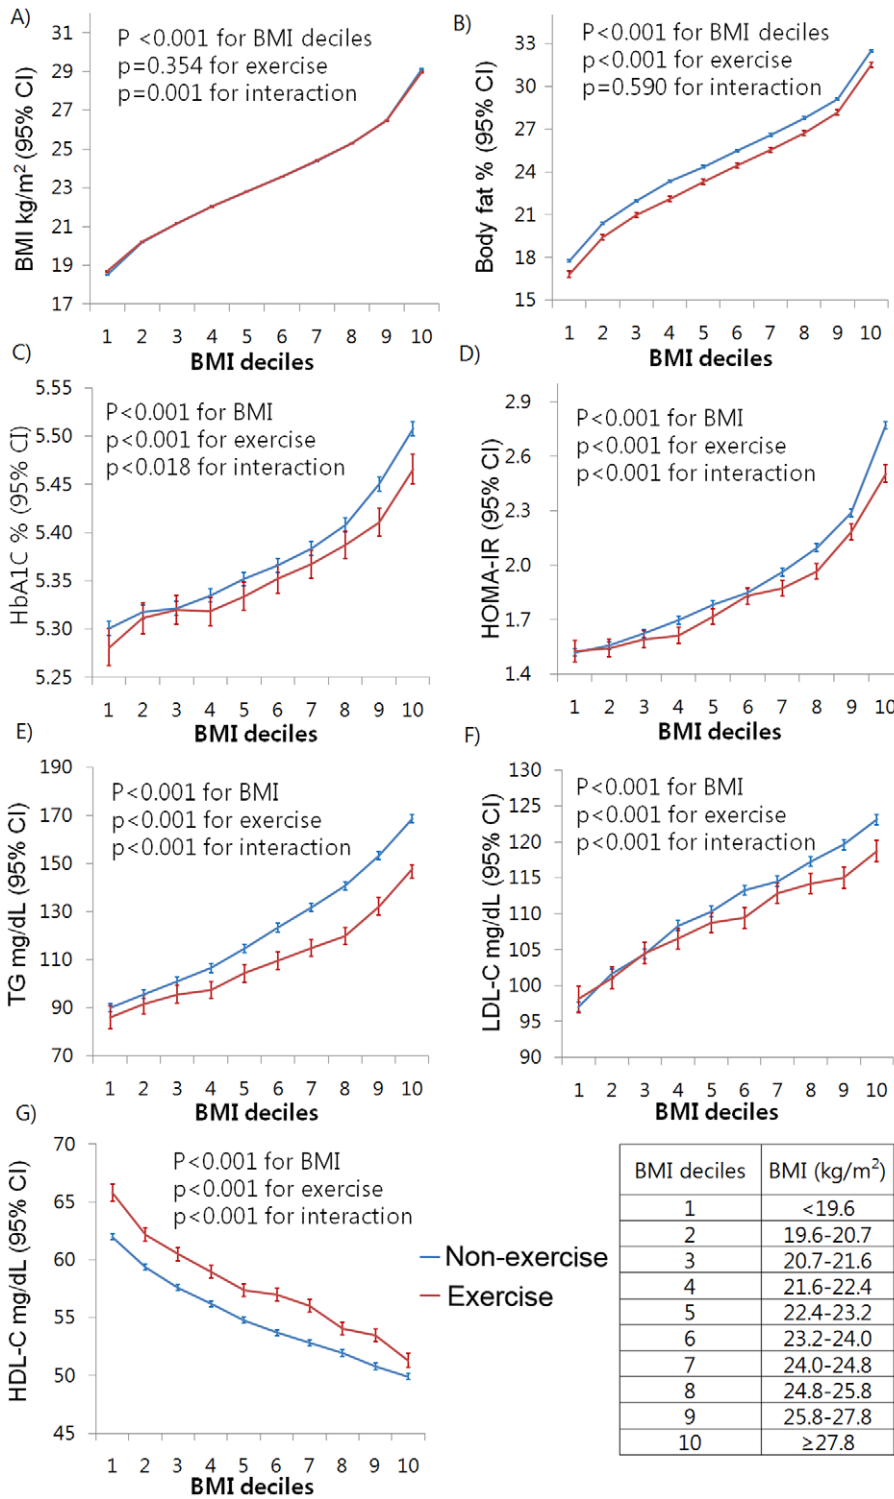 A)
P <0.001 for BMI deciles
p=0.354 for exercise
p=0.001 for interaction
BMI kg/m² (95% CI)
31
29
27
25
23
21
19
17
1 2 3 4 5 6 7 8 9 10
BMI deciles
B)
P<0.001 for BMI deciles
p<0.001 for exercise
p=0.590 for interaction
Body fat % (95% CI)
33
30
27
24
21
18
15
1 2 3 4 5 6 7 8 9 10
BMI deciles
C)
P<0.001 for BMI
p<0.001 for exercise
p<0.018 for interaction
HbA1C % (95% CI)
5.55
5.50
5.45
5.40
5.35
5.30
5.25
1 2 3 4 5 6 7 8 9 10
BMI deciles
D)
P<0.001 for BMI
p<0.001 for exercise
p<0.001 for interaction
HOMA-IR (95% CI)
2.9
2.6
2.3
2.0
1.7
1.4
1 2 3 4 5 6 7 8 9 10
BMI deciles
E)
P<0.001 for BMI
p<0.001 for exercise
p<0.001 for interaction
TG mg/dL (95% CI)
190
170
150
130
110
90
70
1 2 3 4 5 6 7 8 9 10
BMI deciles
F)
P<0.001 for BMI
p<0.001 for exercise
p<0.001 for interaction
LDL-C mg/dL (95% CI)
130
125
120
115
110
105
100
95
90
1 2 3 4 5 6 7 8 9 10
BMI deciles
G)
P<0.001 for BMI
p<0.001 for exercise
p<0.001 for interaction
HDL-C mg/dL (95% CI)
70
65
60
55
50
45
1 2 3 4 5 6 7 8 9 10
BMI deciles
Non-exercise
Exercise
BMI deciles BMI (kg/m²)
1 <19.6
2 19.6-20.7
3 20.7-21.6
4 21.6-22.4
5 22.4-23.2
6 23.2-24.0
7 24.0-24.8
8 24.8-25.8
9 25.8-27.8
10 ≥27.8